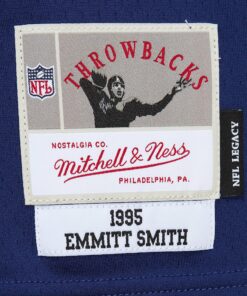 THROWBACKS
NFL
NOSTALGIA CO.
Mitchell & Ness
PHILADELPHIA, PA.
NFL LEGACY
1995
EMMITT SMITH